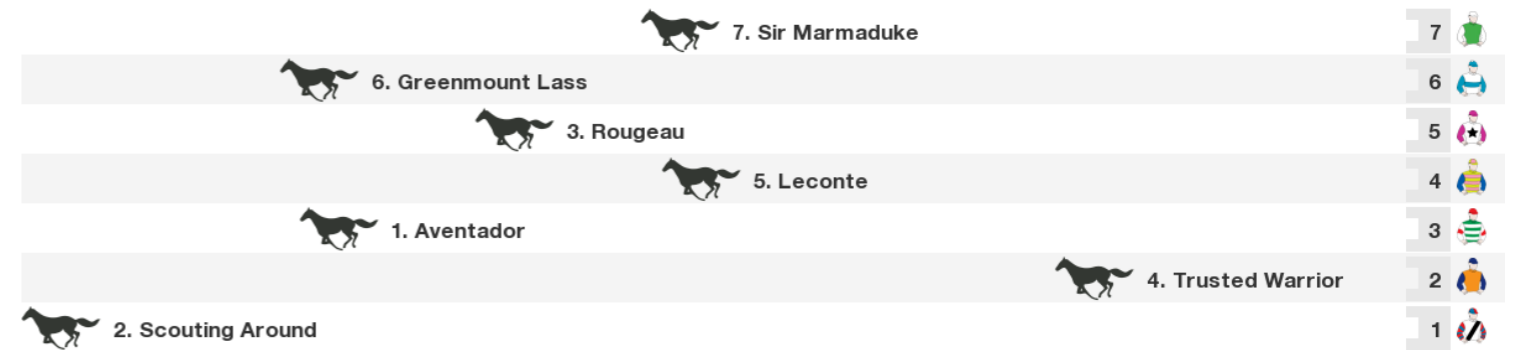 7. Sir Marmaduke 7
6. Greenmount Lass 6
3. Rougeau 5
5. Leconte 4
1. Aventador 3
4. Trusted Warrior 2
2. Scouting Around 1